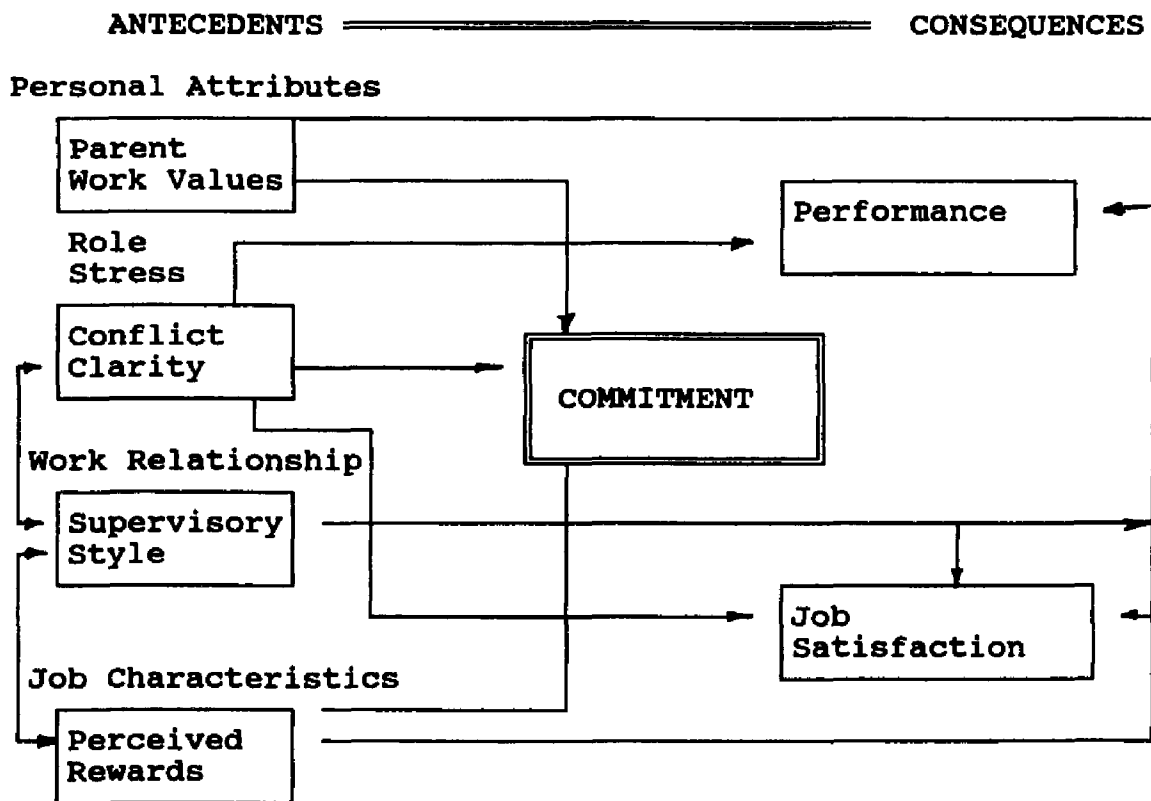 ANTECEDENTS CONSEQUENCES
Personal Attributes
Parent
Work Values
Performance
Role
Stress
Conflict
Clarity
COMMITMENT
Work Relationship
Supervisory
Style
Job
Satisfaction
Job Characteristics
Perceived
Rewards